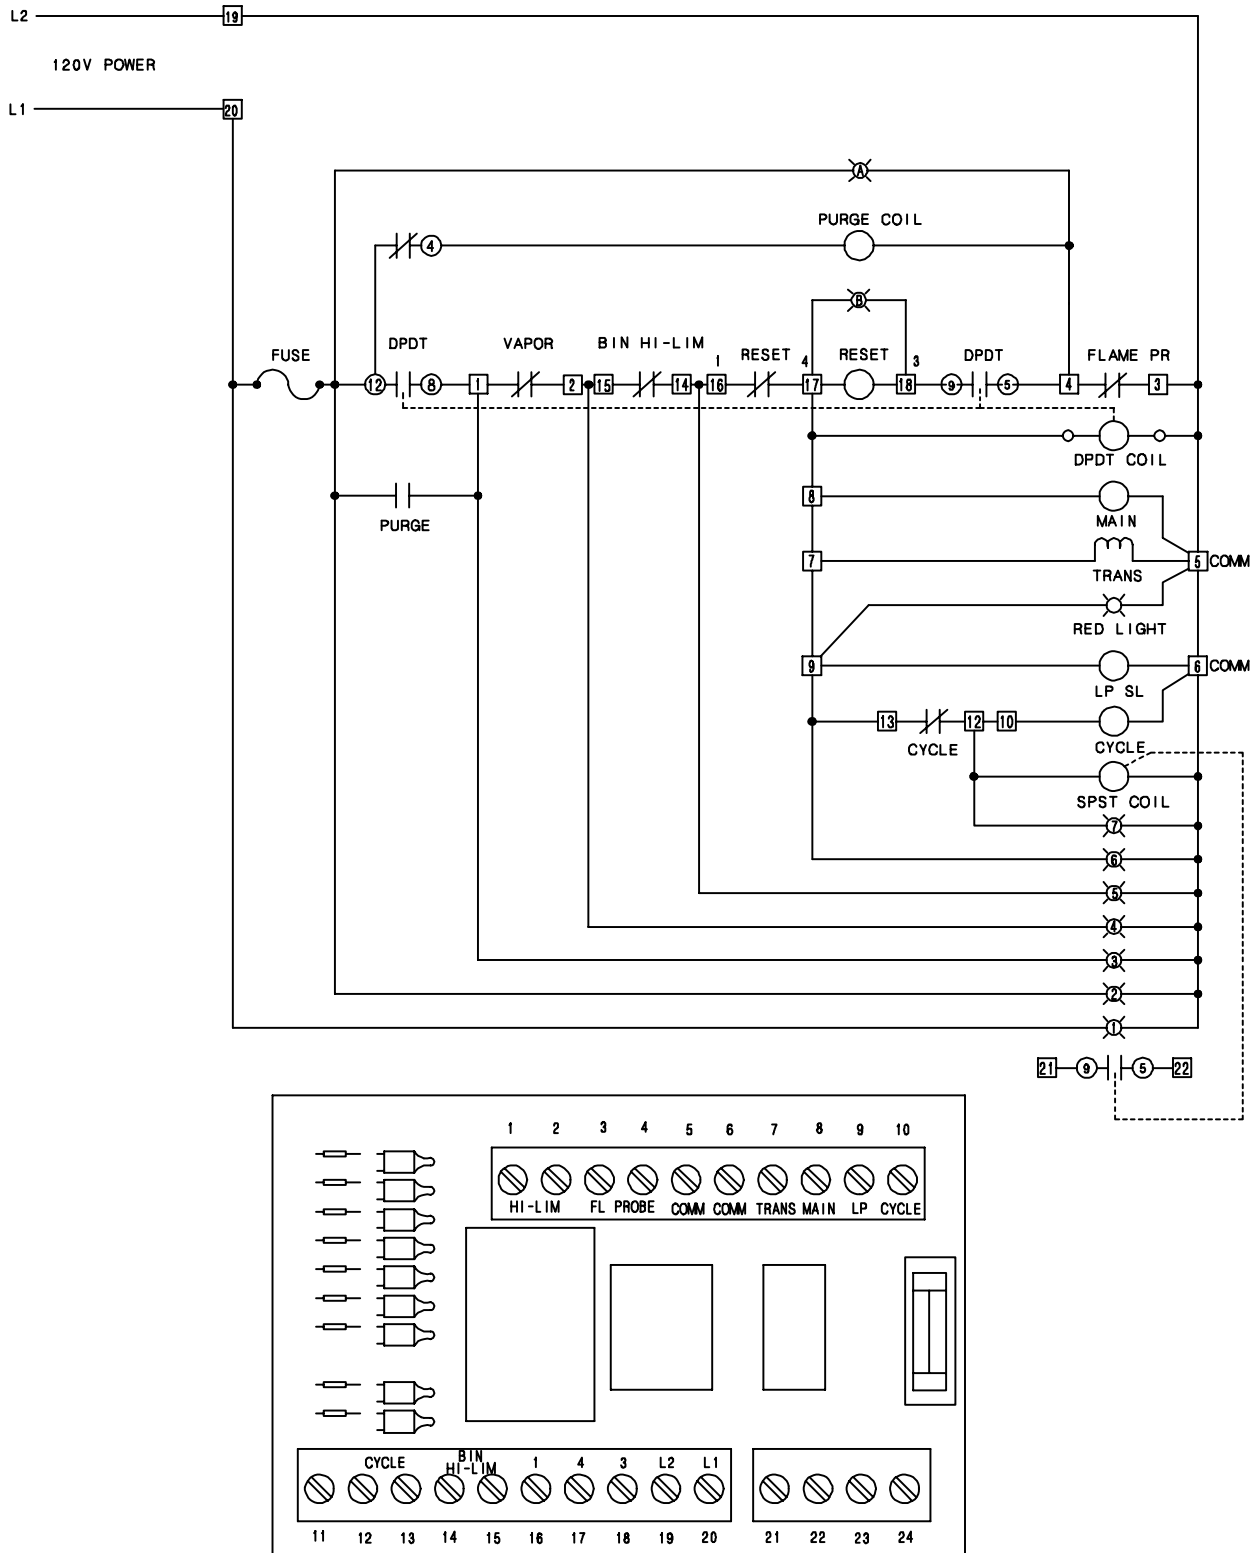 L2
19
120V POWER
L1
20
A
PURGE COIL
4
FUSE
DPDT
VAPOR
BIN HI-LIM
1
RESET
4
B
RESET
3
DPDT
FLAME PR
12
8
1
2
15
14
16
17
18
9
5
4
3
DPDT COIL
PURGE
8
MAIN
7
TRANS
5
COMM
RED LIGHT
9
LP SL
6
COMM
13
CYCLE
12
10
CYCLE
SPST COIL
7
6
5
4
3
2
1
21
9
5
22
1 2 3 4 5 6 7 8 9 10
HI-LIM FL PROBE COMM COMM TRANS MAIN LP CYCLE
CYCLE
BIN
HI-LIM
1 4 3 L2 L1
11 12 13 14 15 16 17 18 19 20 21 22 23 24